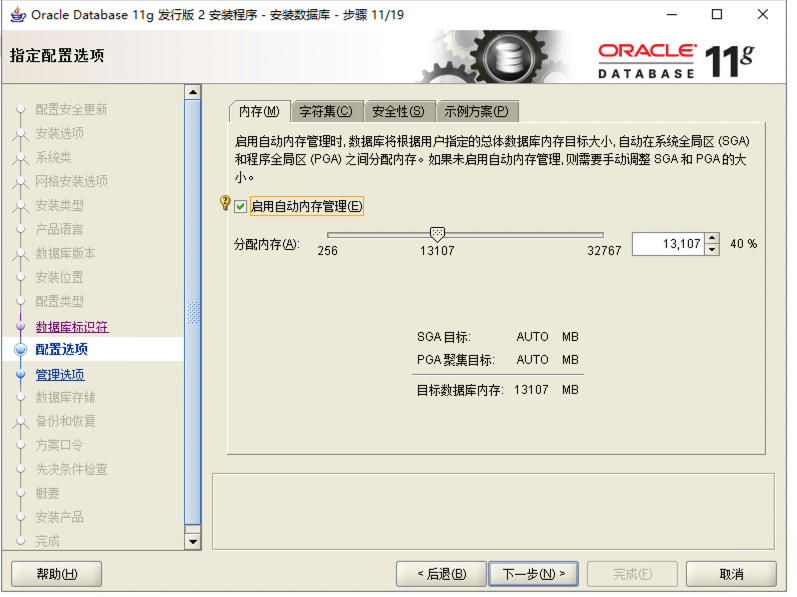 Oracle Database 11g 发行版 2 安装程序 - 安装数据库 - 步骤 11/19
指定配置选项
ORACLE
DATABASE
11g
配置安全更新
安装选项
系统类
网格安装选项
安装类型
产品语言
数据库版本
安装位置
配置类型
数据库标识符
配置选项
管理选项
数据库存储
备份和恢复
方案口令
先决条件检查
概要
安装产品
完成
内存(M) 字符集(C) 安全性(S) 示例方案(P)
启用自动内存管理时, 数据库将根据用户指定的总体数据库内存目标大小, 自动在系统全局区 (SGA)
和程序全局区 (PGA) 之间分配内存。如果未启用自动内存管理, 则需要手动调整 SGA 和 PGA 的大
小。
启用自动内存管理(E)
分配内存(A): 256 13107 32767 13,107 40 %
SGA 目标: AUTO MB
PGA 聚集目标: AUTO MB
目标数据库内存: 13107 MB
帮助(H) < 后退(B) 下一步(N) > 完成(F) 取消